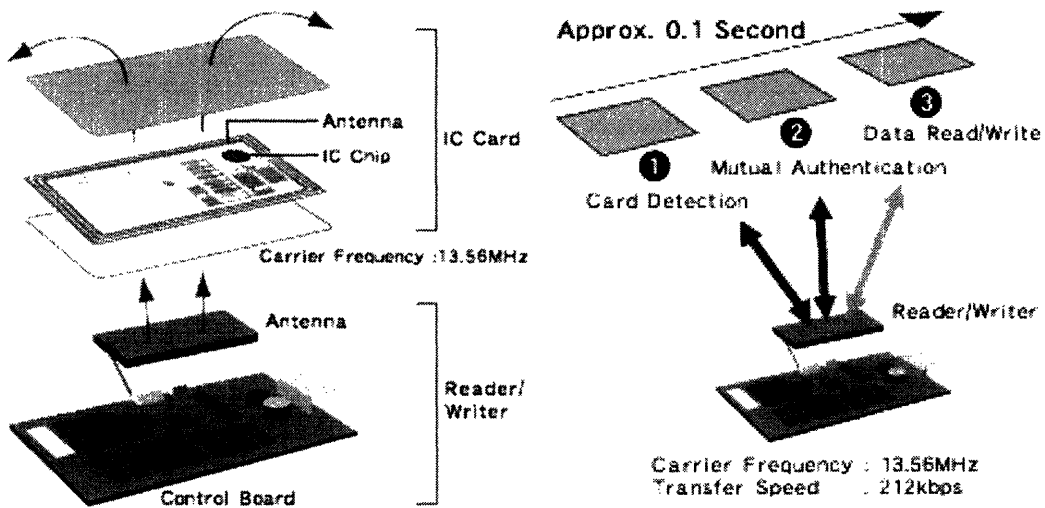 Antenna
IC Chip
IC Card
Carrier Frequency :13.56MHz
Antenna
Reader/
Writer
Control Board
Approx. 0.1 Second
3
Data Read/Write
2
Mutual Authentication
1
Card Detection
Reader/Writer
Carrier Frequency : 13.56MHz
Transfer Speed : 212kbps